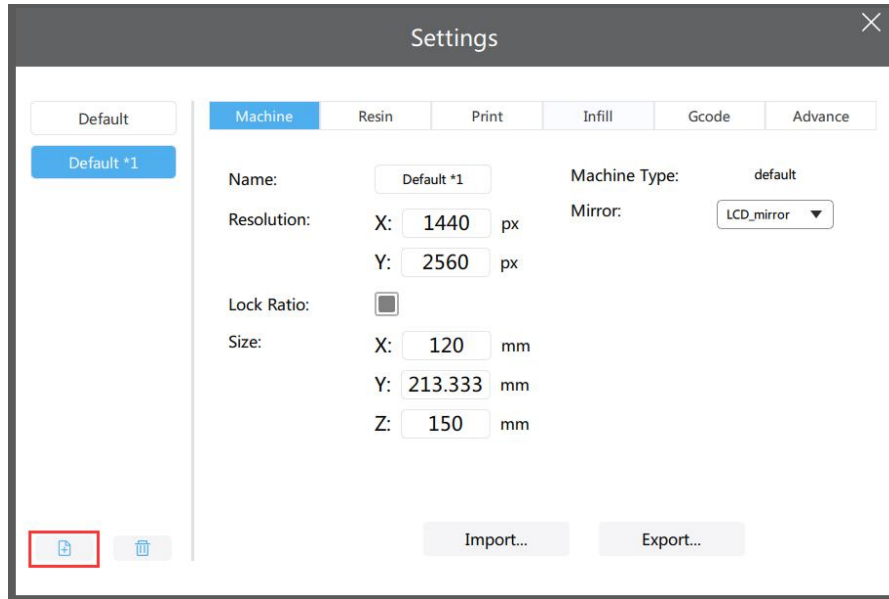 Settings
Default
Default *1
Machine Resin Print Infill Gcode Advance
Name: Default *1
Machine Type: default
Resolution: X: 1440 px
Mirror: LCD_mirror
Y: 2560 px
Lock Ratio:
Size: X: 120 mm
Y: 213.333 mm
Z: 150 mm
Import... Export...